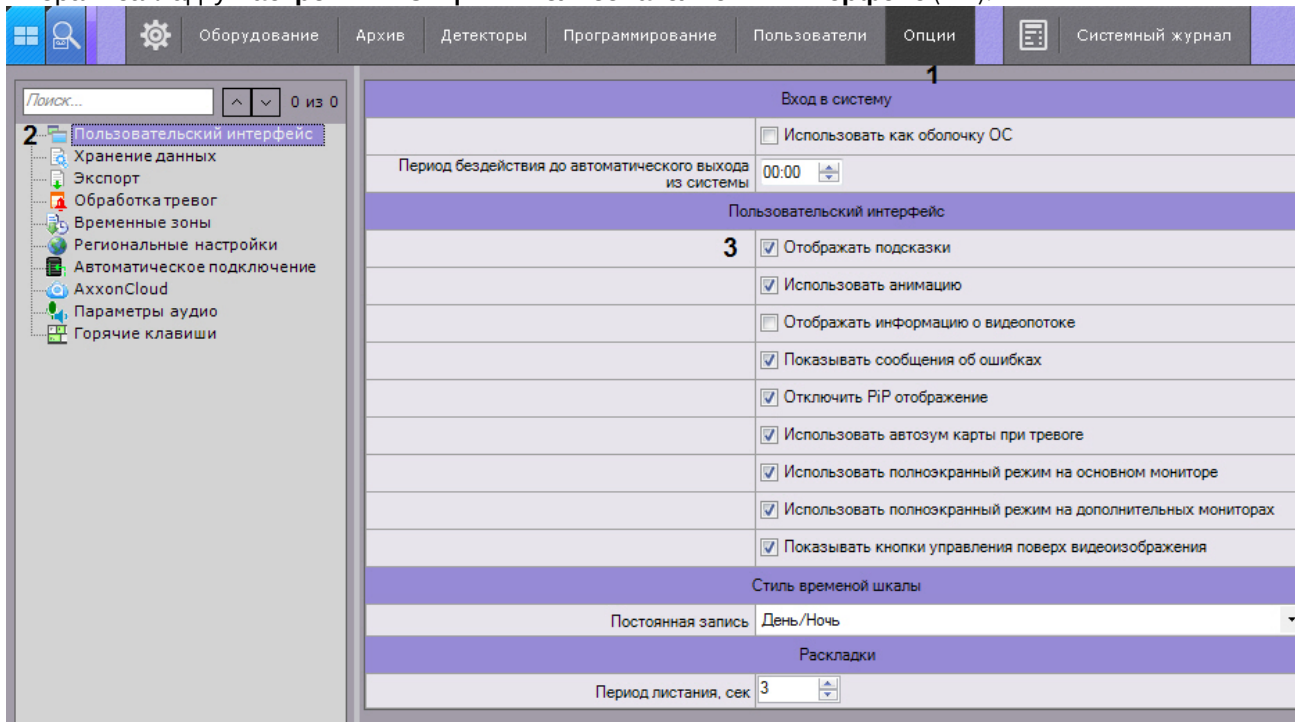 Оборудование Архив Детекторы Программирование Пользователи Опции Системный журнал
1
Поиск... 0 из 0
2 Пользовательский интерфейс
Хранение данных
Экспорт
Обработка тревог
Временные зоны
Региональные настройки
Автоматическое подключение
AxxonCloud
Параметры аудио
Горячие клавиши
Вход в систему
Использовать как оболочку ОС
Период бездействия до автоматического выхода из системы 00:00
Пользовательский интерфейс
3 Отображать подсказки
Использовать анимацию
Отображать информацию о видеопотоке
Показывать сообщения об ошибках
Отключить PiP отображение
Использовать автозум карты при тревоге
Использовать полноэкранный режим на основном мониторе
Использовать полноэкранный режим на дополнительных мониторах
Показывать кнопки управления поверх видеоизображения
Стиль временой шкалы
Постоянная запись День/Ночь
Раскладки
Период листания, сек 3